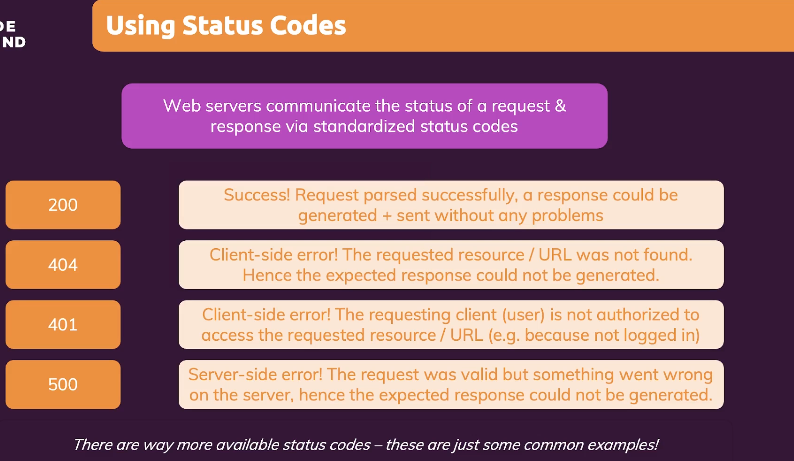 DE
ND
Using Status Codes
Web servers communicate the status of a request &
response via standardized status codes
200
Success! Request parsed successfully, a response could be
generated + sent without any problems
404
Client-side error! The requested resource / URL was not found.
Hence the expected response could not be generated.
401
Client-side error! The requesting client (user) is not authorized to
access the requested resource / URL (e.g. because not logged in)
500
Server-side error! The request was valid but something went wrong
on the server, hence the expected response could not be generated.
There are way more available status codes – these are just some common examples!